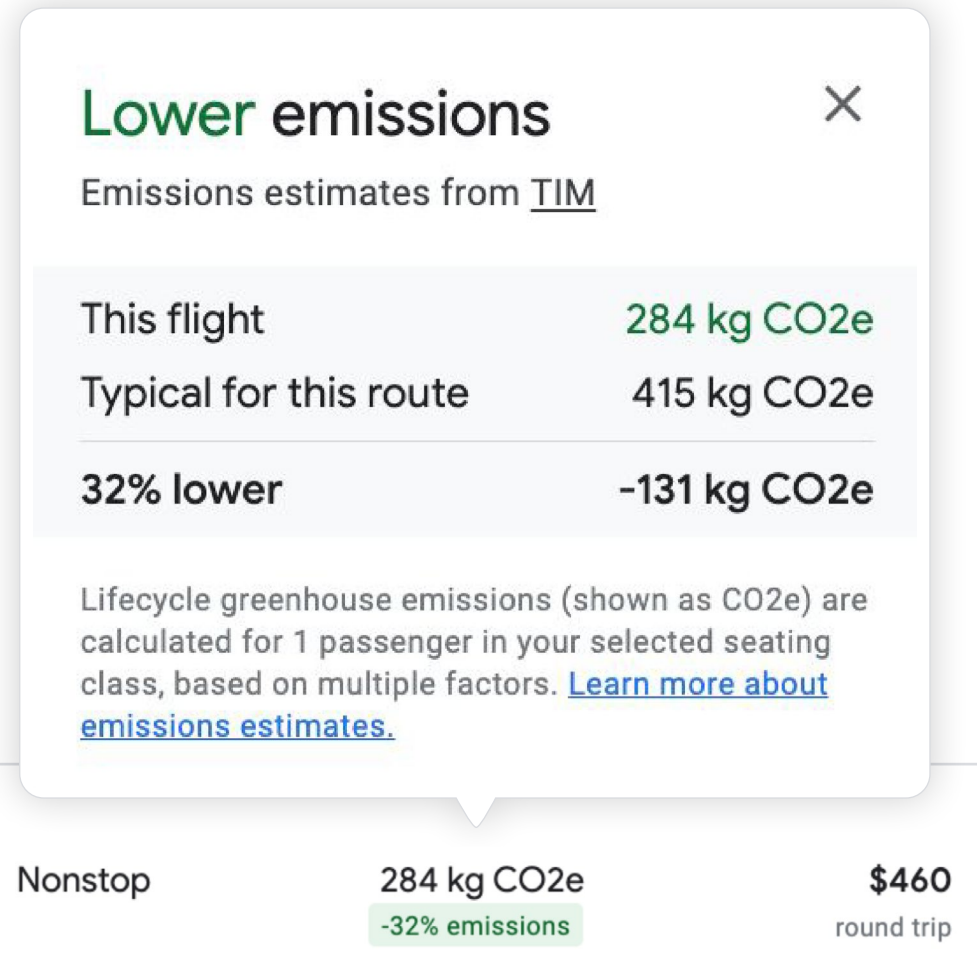 Lower emissions
Emissions estimates from TIM
This flight 284 kg CO2e
Typical for this route 415 kg CO2e
32% lower -131 kg CO2e
Lifecycle greenhouse emissions (shown as CO2e) are
calculated for 1 passenger in your selected seating
class, based on multiple factors. Learn more about
emissions estimates.
Nonstop 284 kg CO2e $460
-32% emissions round trip